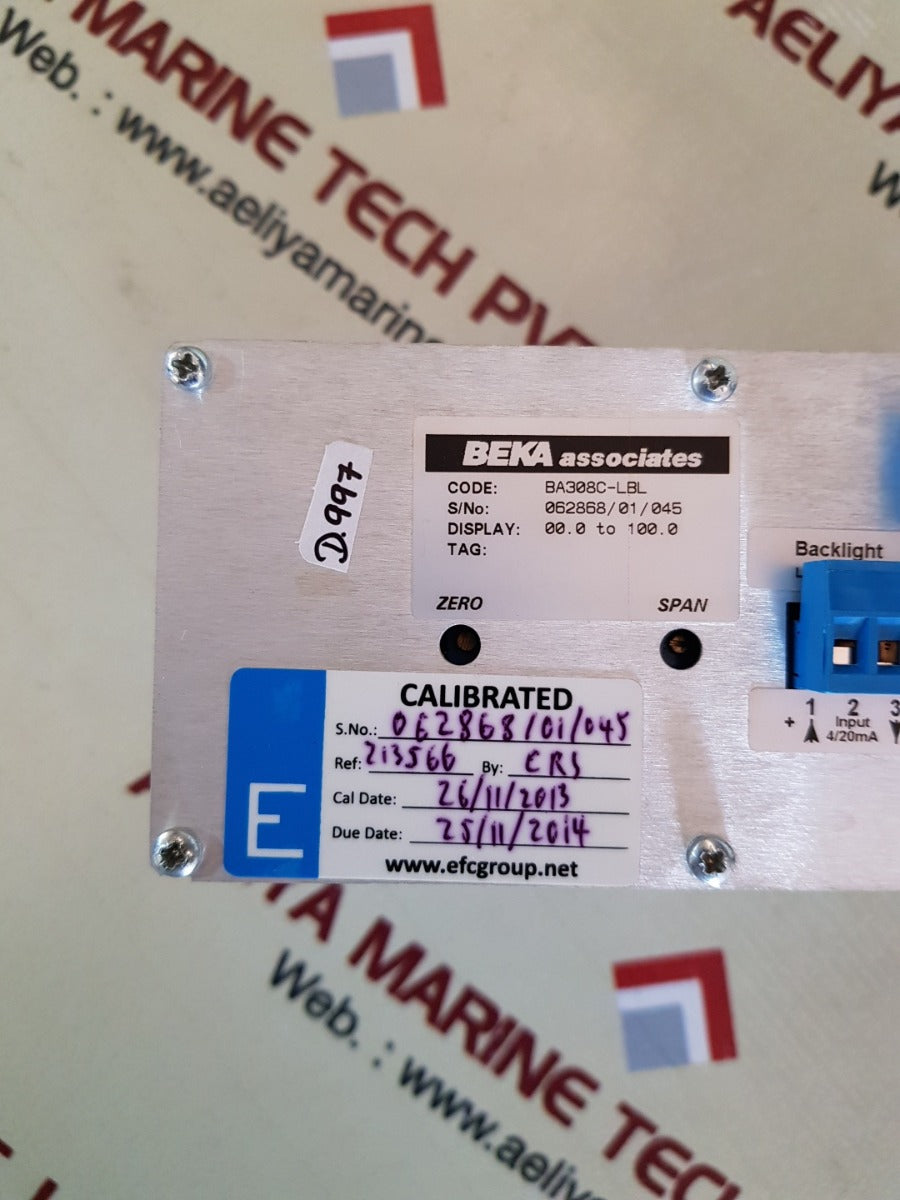 MARINE TECH PVT
Web. : www.aeliyamarine
AELIYA
BEKA associates
CODE: BA308C-LBL
S/No: 062868/01/045
DISPLAY: 00.0 to 100.0
TAG:
ZERO SPAN
D.997
Backlight
1 2 3
+ Input
4/20mA
CALIBRATED
S.No.: 062868/01/045
Ref: 213566 By: CRS
Cal Date: 26/11/2013
Due Date: 25/11/2014
E
www.efcgroup.net
YA MARINE TECH
Web. : www.aeliyama